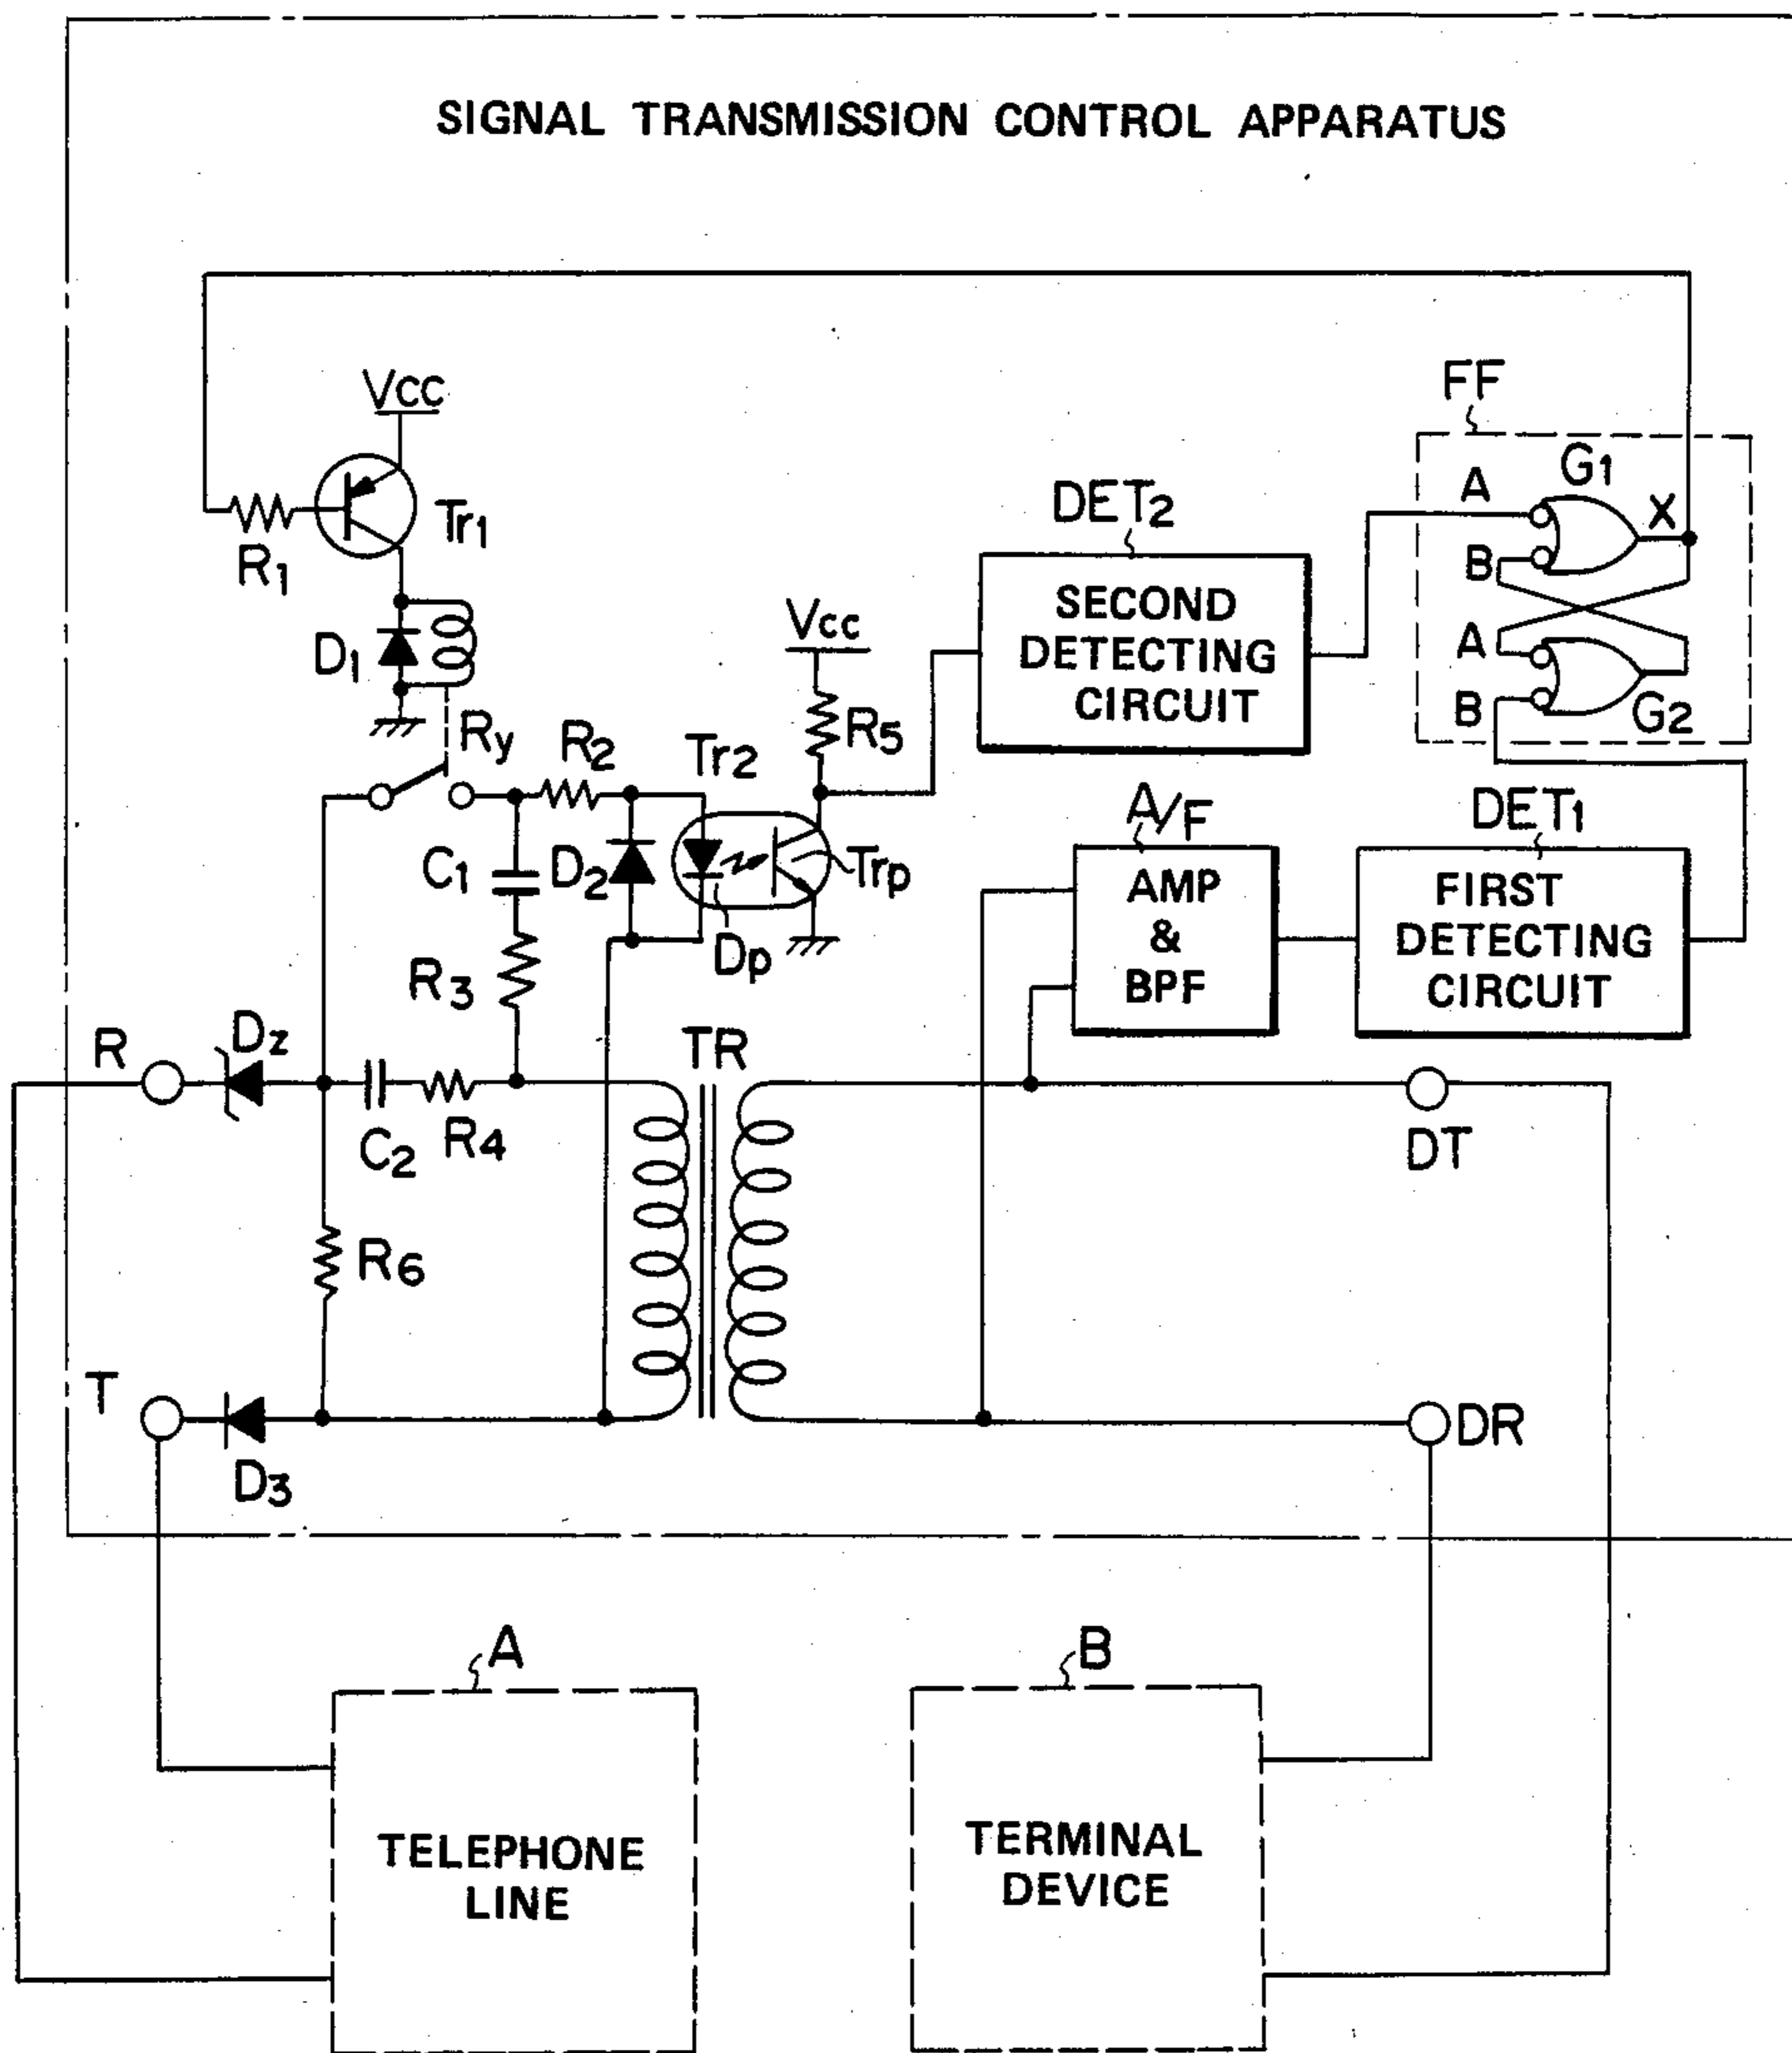 SIGNAL TRANSMISSION CONTROL APPARATUS
Vcc
FF
G1
A
X
B
Tr1
R1
DET2
SECOND
DETECTING
CIRCUIT
Vcc
A
B
G2
D1
Ry
R2
Tr2
R5
A/F
DET1
C1
D2
Trp
AMP
&
BPF
FIRST
DETECTING
CIRCUIT
Dp
R3
R
Dz
TR
C2
R4
DT
R6
T
DR
D3
A
B
TELEPHONE
LINE
TERMINAL
DEVICE